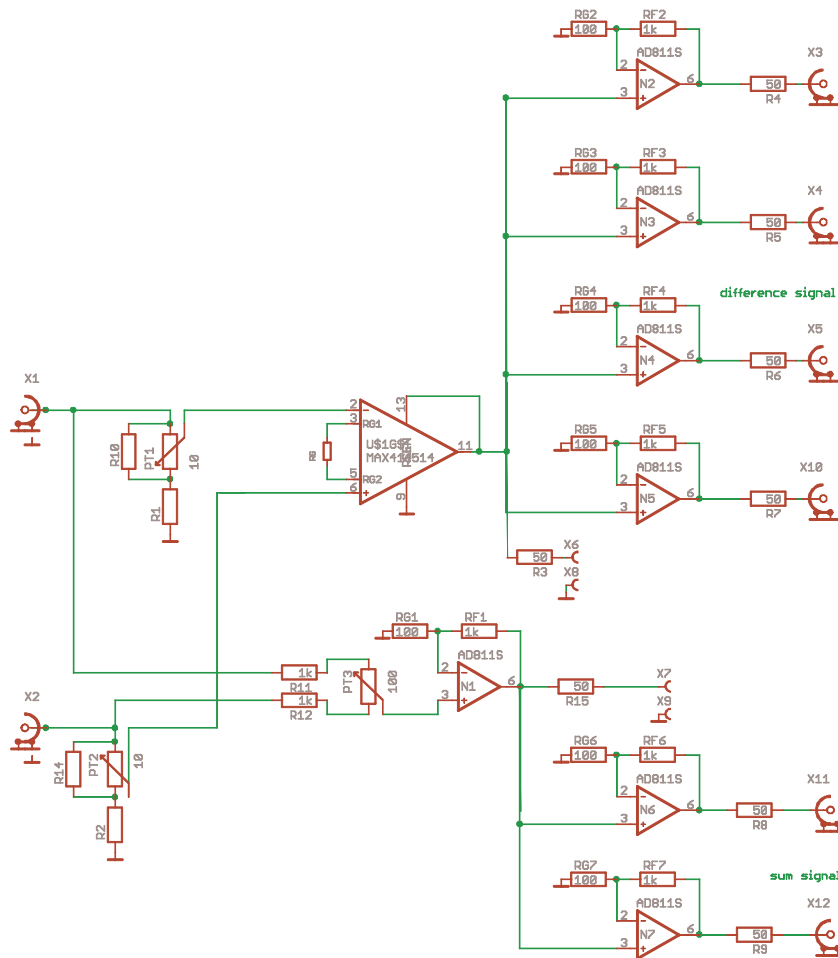 RG2
RF2
100
1k
AD811S
X3
2
N2
6
3
50
R4
RG3
RF3
100
1k
AD811S
X4
2
N3
6
3
50
R5
difference signal
RG4
RF4
100
1k
AD811S
X5
2
N4
6
3
50
R6
X1
R10
PT1
10
R1
2
3
RG1
13
U$1G$1
11
5
RG2
6
9
RG5
RF5
100
1k
AD811S
X10
2
N5
6
3
50
R7
50
R3
X6
X8
RG1
RF1
100
1k
AD811S
2
N1
6
3
1k
R11
1k
R12
PT3
100
50
R15
X7
X9
X2
R14
PT2
10
R2
RG6
RF6
100
1k
AD811S
X11
2
N6
6
3
50
R8
sum signal
RG7
RF7
100
1k
AD811S
X12
2
N7
6
3
50
R9